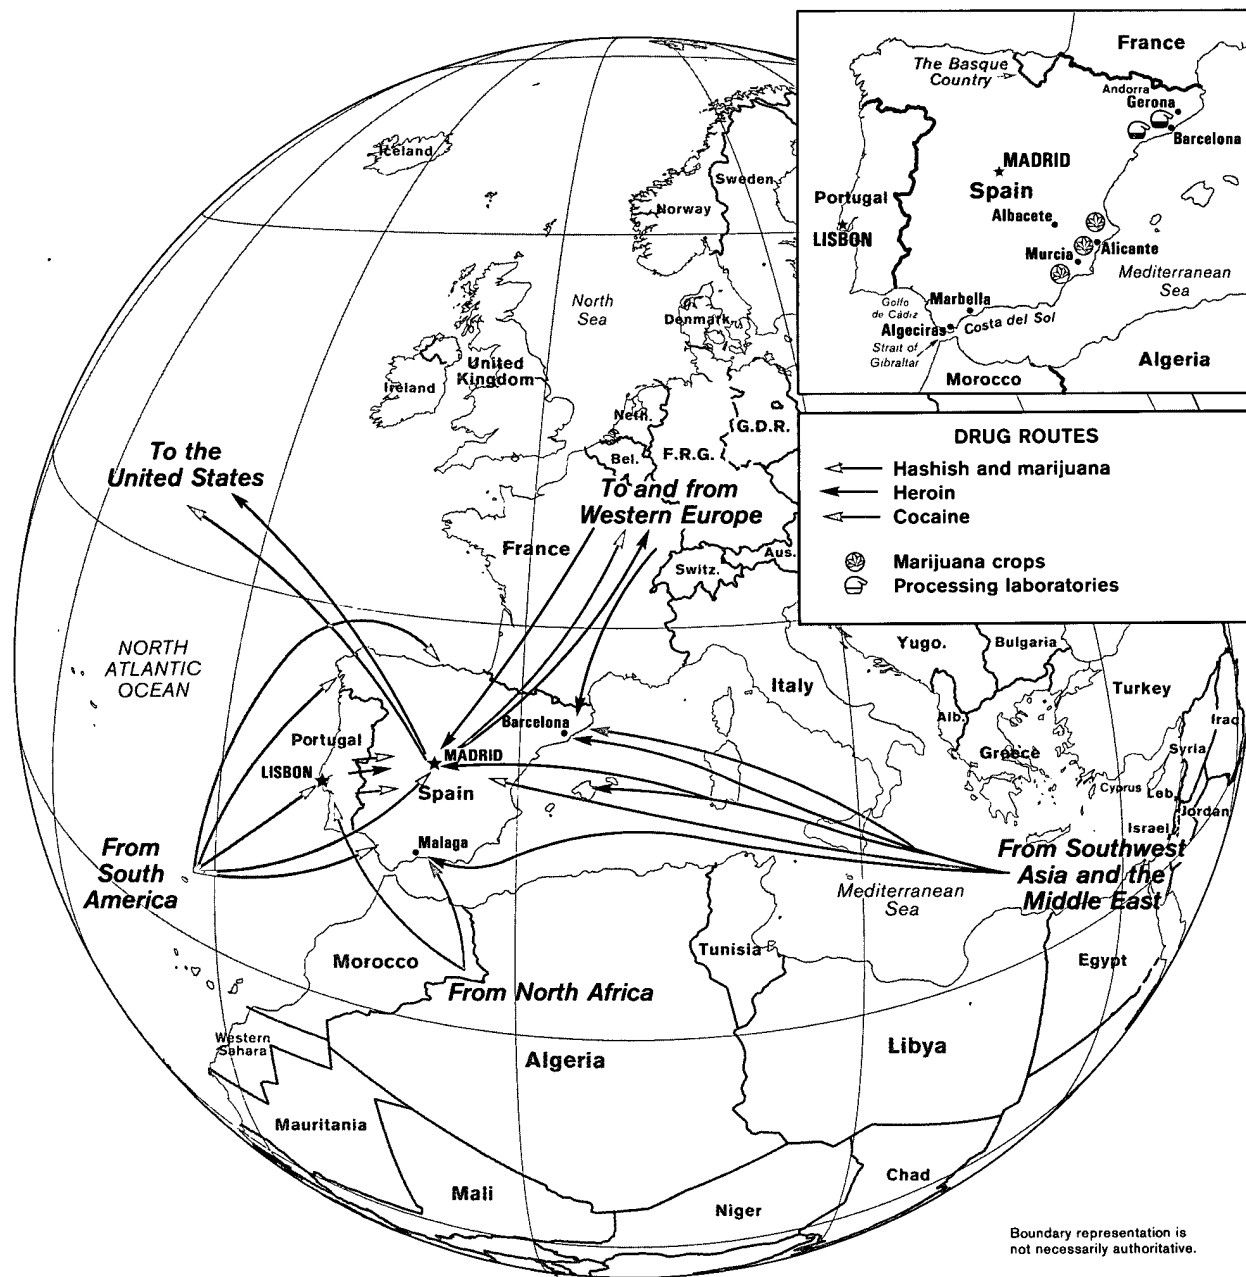 France
The Basque
Country
Andorra
Gerona
Barcelona
MADRID
Spain
Portugal
LISBON
Albacete
Alicante
Murcia
Mediterranean
Sea
Golfo
de Cádiz
Marbella
Algeciras
Costa del Sol
Strait of
Gibraltar
Morocco
Algeria
DRUG ROUTES
Hashish and marijuana
Heroin
Cocaine
Marijuana crops
Processing laboratories
Iceland
Sweden
Norway
North
Sea
Denmark
United
Kingdom
Ireland
Neth.
G.D.R.
Bel.
F.R.G.
To the
United States
To and from
Western Europe
France
Aus.
Switz.
NORTH
ATLANTIC
OCEAN
Yugo.
Bulgaria
Italy
Turkey
Alb.
Barcelona
Iraq
Portugal
MADRID
Greece
Syria
LISBON
Spain
Cyprus
Leb.
Jordan
Israel
Malaga
From
South
America
From Southwest
Asia and the
Middle East
Mediterranean
Sea
Tunisia
Morocco
Egypt
From North Africa
Western
Sahara
Algeria
Libya
Mauritania
Chad
Mali
Niger
Boundary representation is
not necessarily authoritative.